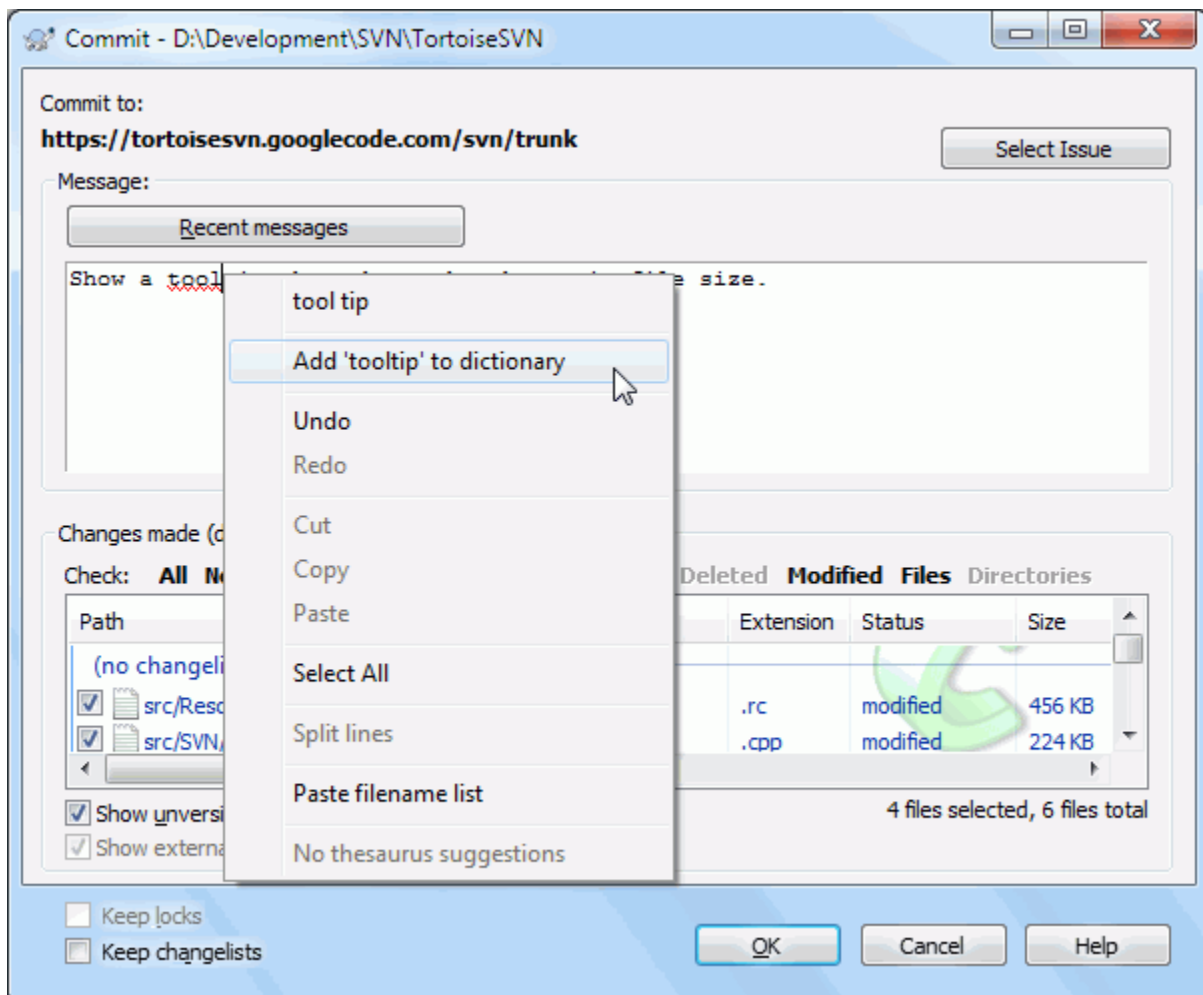 Commit - D:\Development\SVN\TortoiseSVN
Commit to:
https://tortoisesvn.googlecode.com/svn/trunk
Select Issue
Message:
Recent messages
Show a tool size.
tool tip
Add 'tooltip' to dictionary
Undo
Redo
Cut
Copy
Paste
Select All
Split lines
Paste filename list
No thesaurus suggestions
Changes made
Check: All Deleted Modified Files Directories
Path Extension Status Size
(no
.rc modified 456 KB
.cpp modified 224 KB
Show
4 files selected, 6 files total
Show
Keep locks
Keep changelists
OK Cancel Help